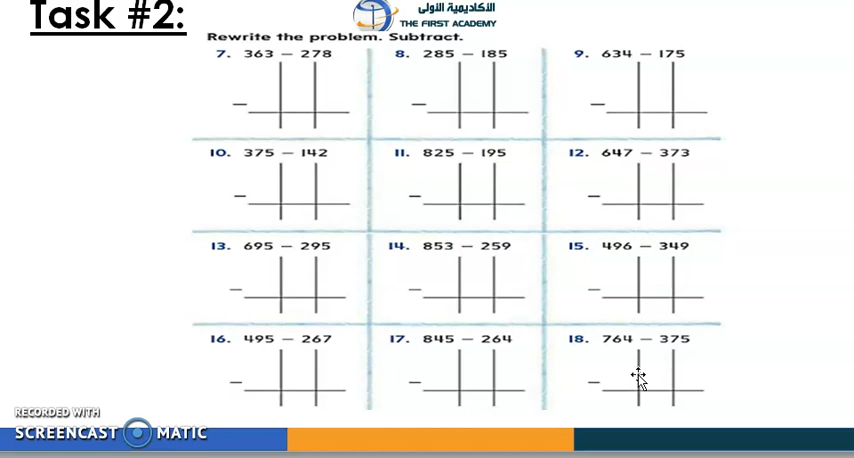 Task #2:
الأكاديمية الأولى
THE FIRST ACADEMY
Rewrite the problem. Subtract.
7. 363 – 278 8. 285 – 185 9. 634 – 175
–
–
–
10. 375 – 142 11. 825 – 195 12. 647 – 373
–
–
–
13. 695 – 295 14. 853 – 259 15. 496 – 349
–
–
–
16. 495 – 267 17. 845 – 264 18. 764 – 375
–
–
–
RECORDED WITH
SCREENCAST MATIC